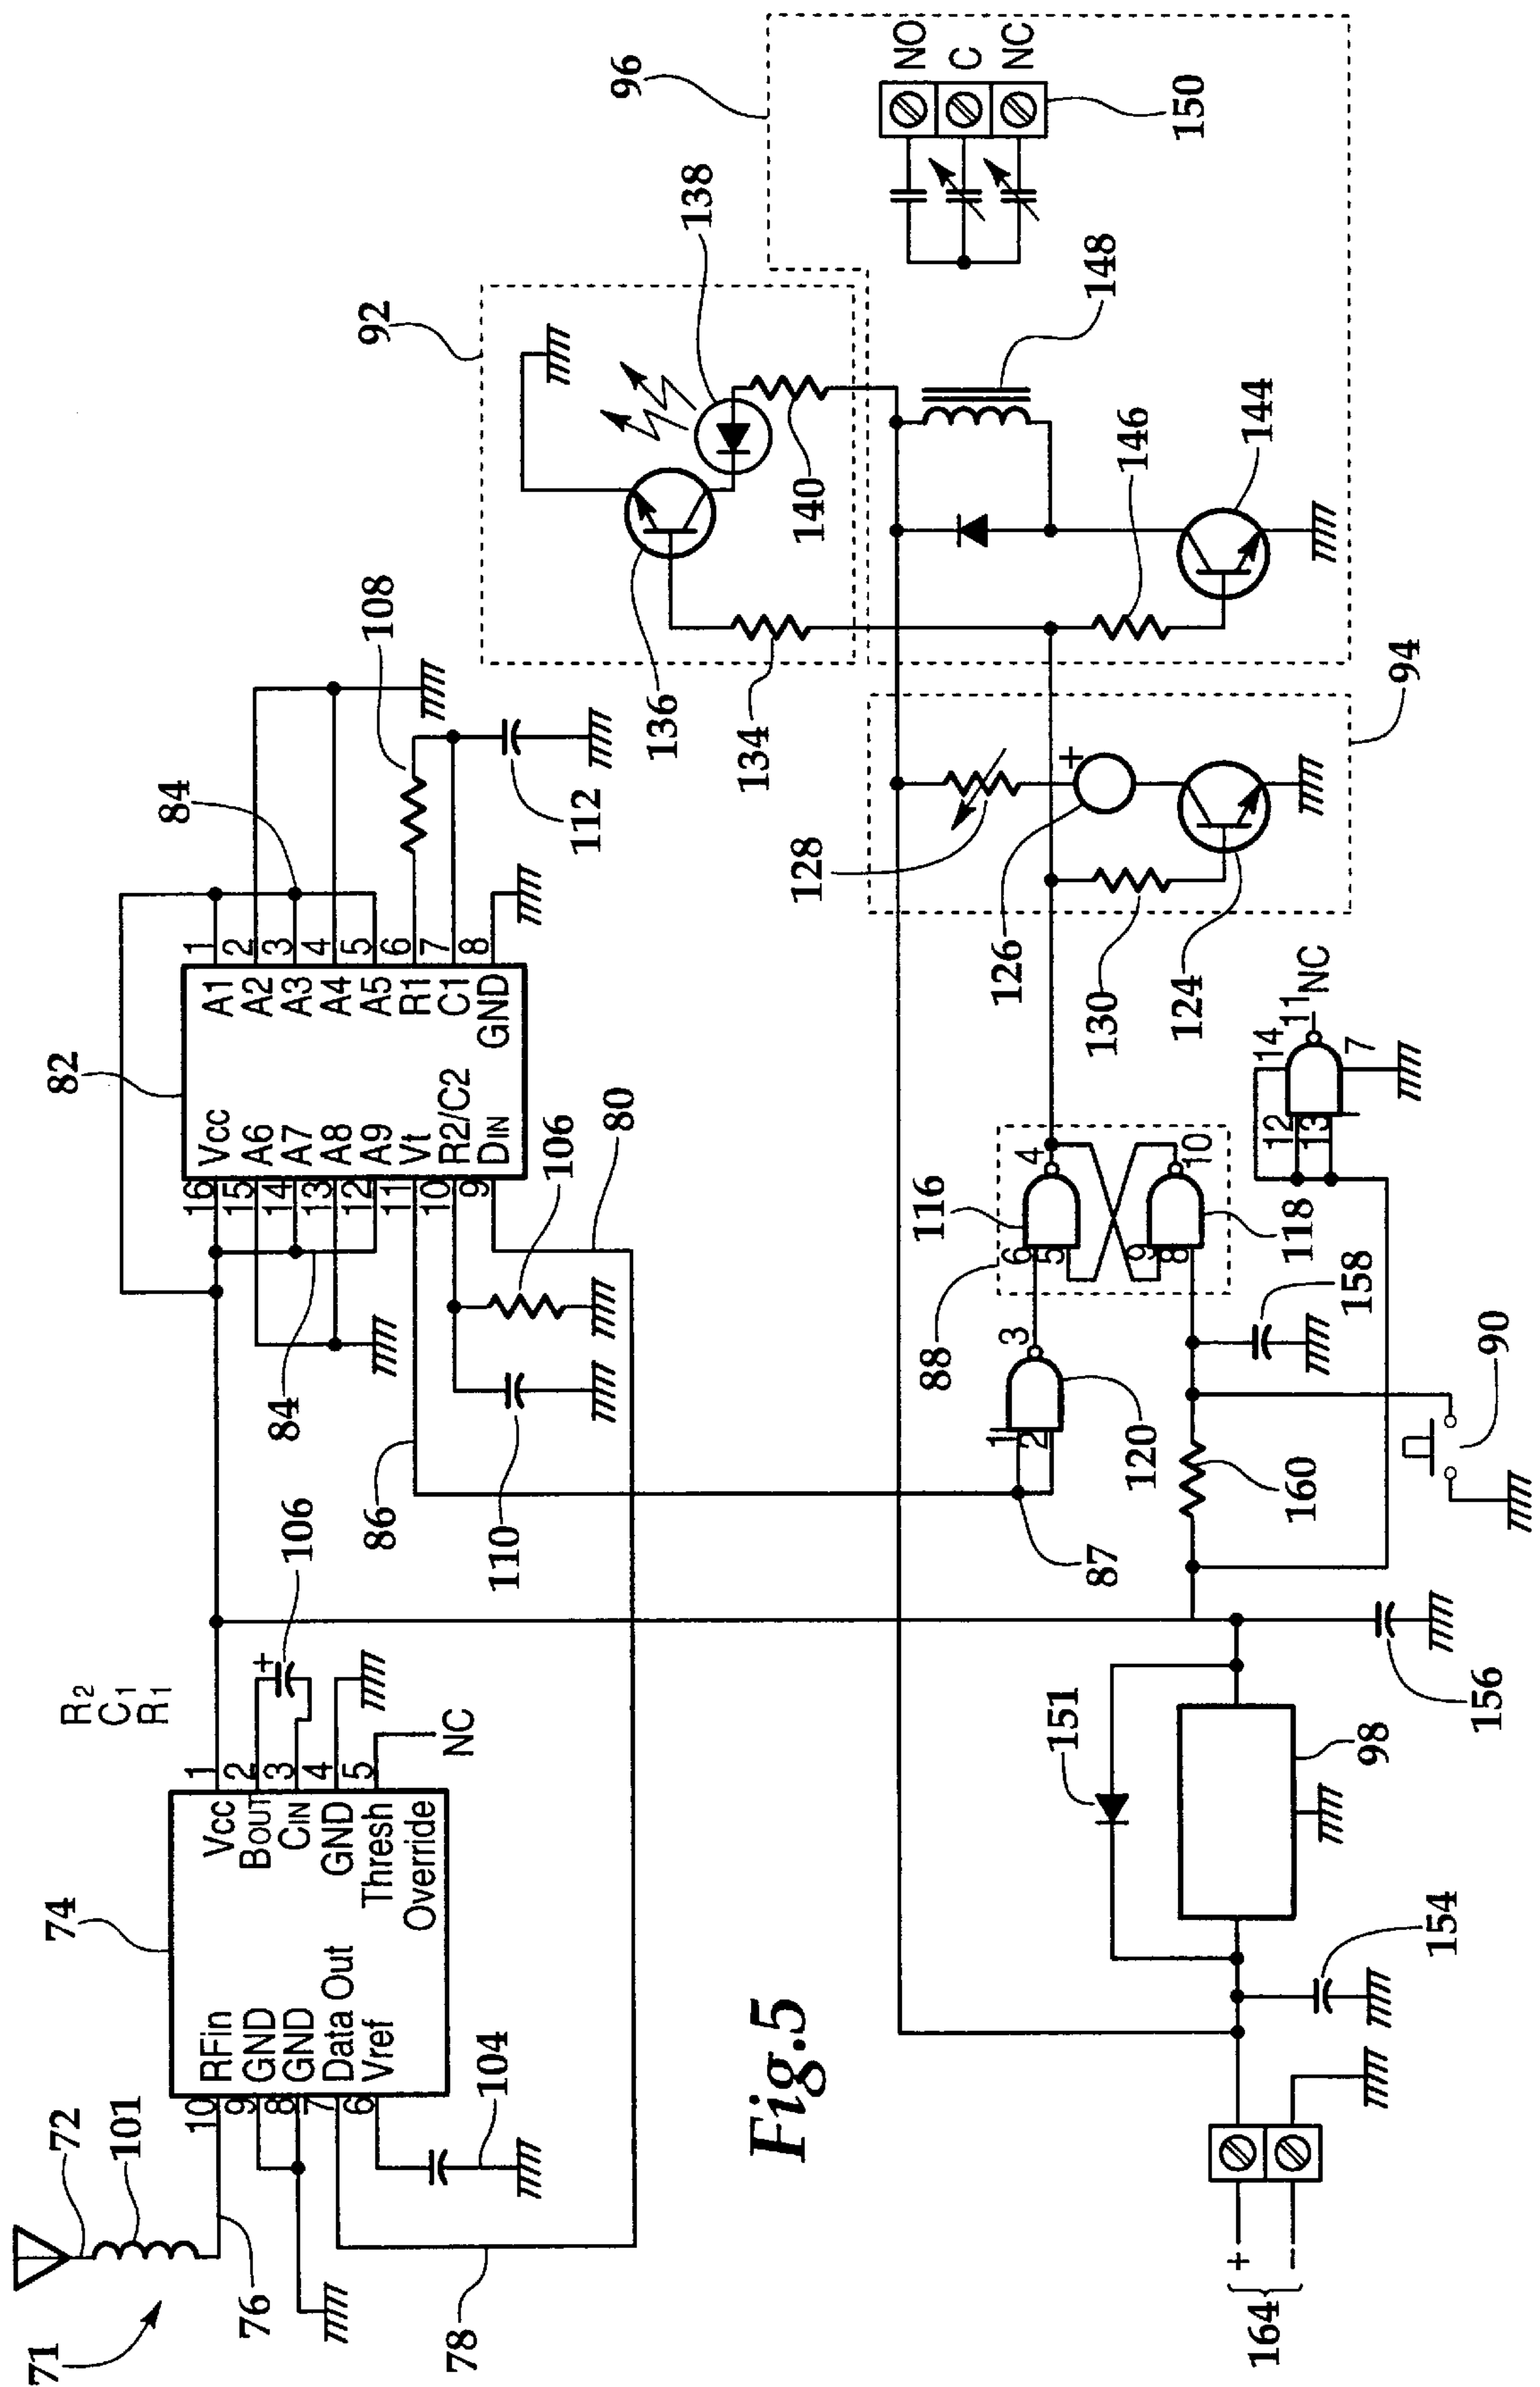 Fig.5
71
72
101
76
74
RFin
GND
GND
Data Out
Vref
10
9
8
7
6
Vcc
BOUT
CIN
GND
Thresh
Override
1
2
3
4
5
R2
C1
R1
+
106
NC
104
78
82
Vcc
A6
A7
A8
A9
Vt
R2/C2
DIN
16
15
14
13
12
11
10
9
A1
A2
A3
A4
A5
R1
C1
GND
1
2
3
4
5
6
7
8
84
84
108
112
106
110
80
86
87
92
138
136
134
140
96
NO
C
NC
150
148
146
144
94
128
+
126
130
124
88
116
118
6
5
4
9
8
10
120
1
2
3
14
12
13
11
7
NC
158
160
90
151
98
156
154
+
-
164